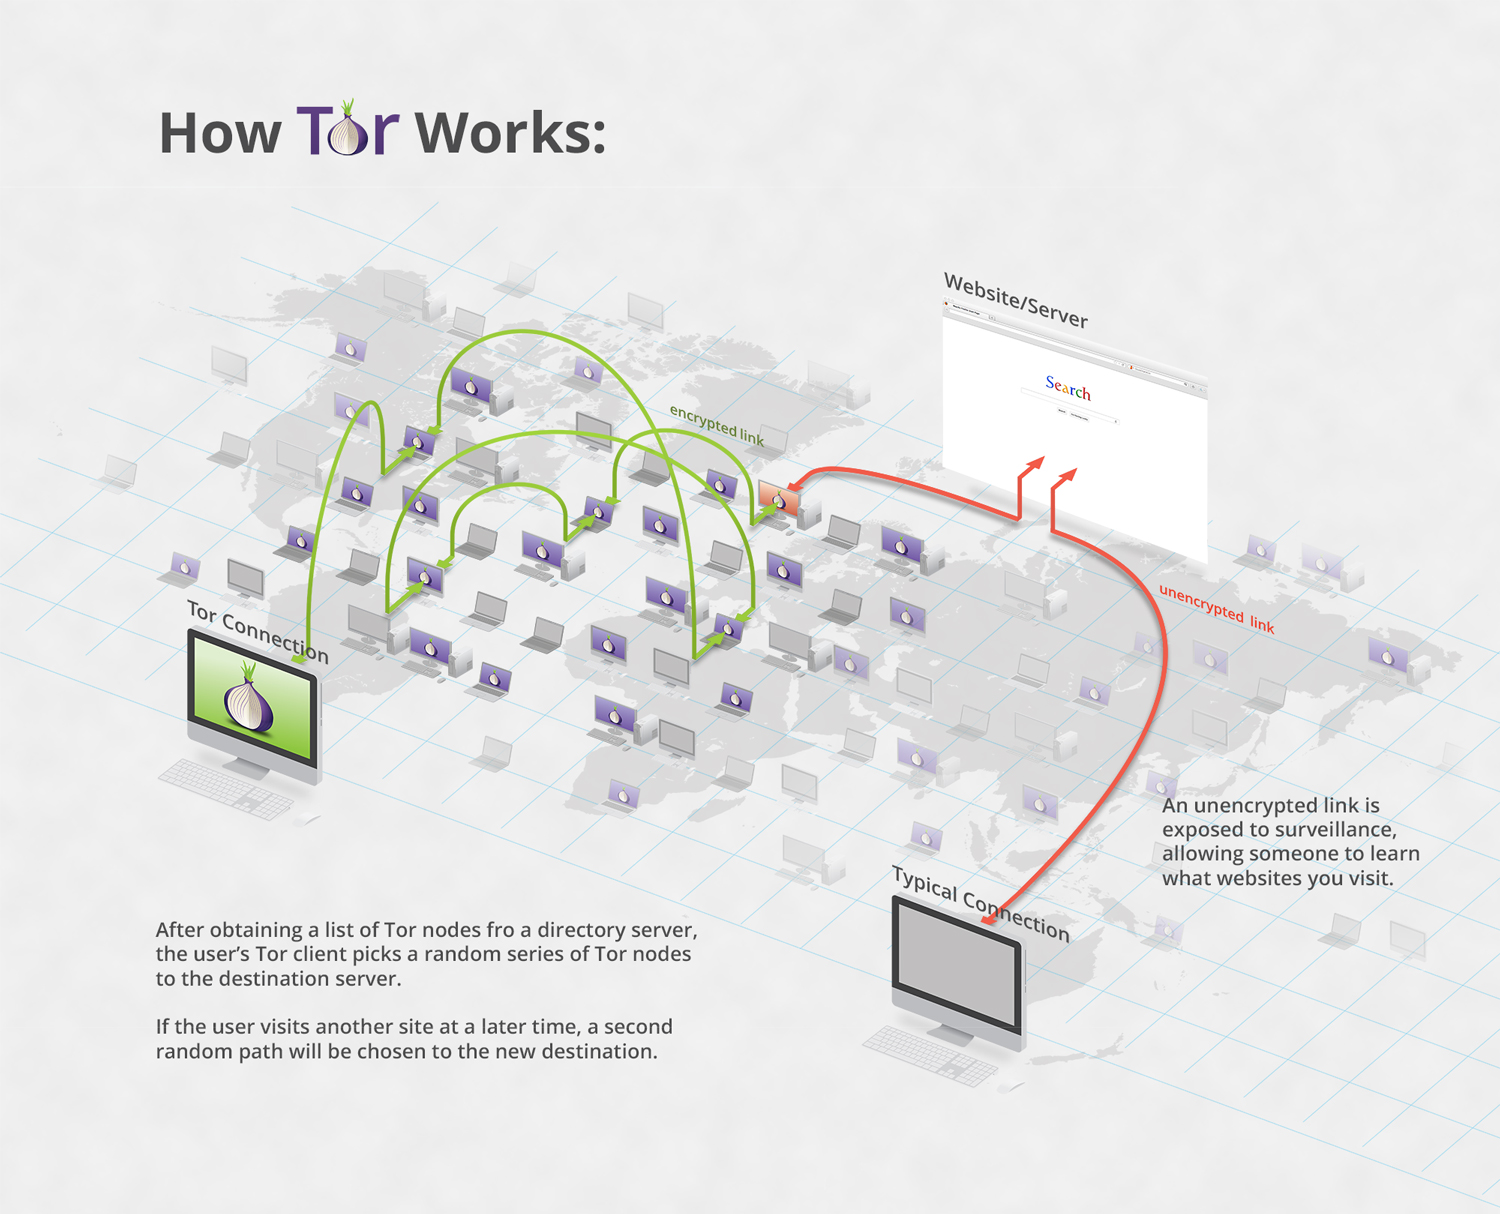 How Tor Works:
Website/Server
Search
encrypted link
unencrypted link
Tor Connection
An unencrypted link is
exposed to surveillance,
allowing someone to learn
what websites you visit.
Typical Connection
After obtaining a list of Tor nodes fro a directory server,
the user’s Tor client picks a random series of Tor nodes
to the destination server.
If the user visits another site at a later time, a second
random path will be chosen to the new destination.